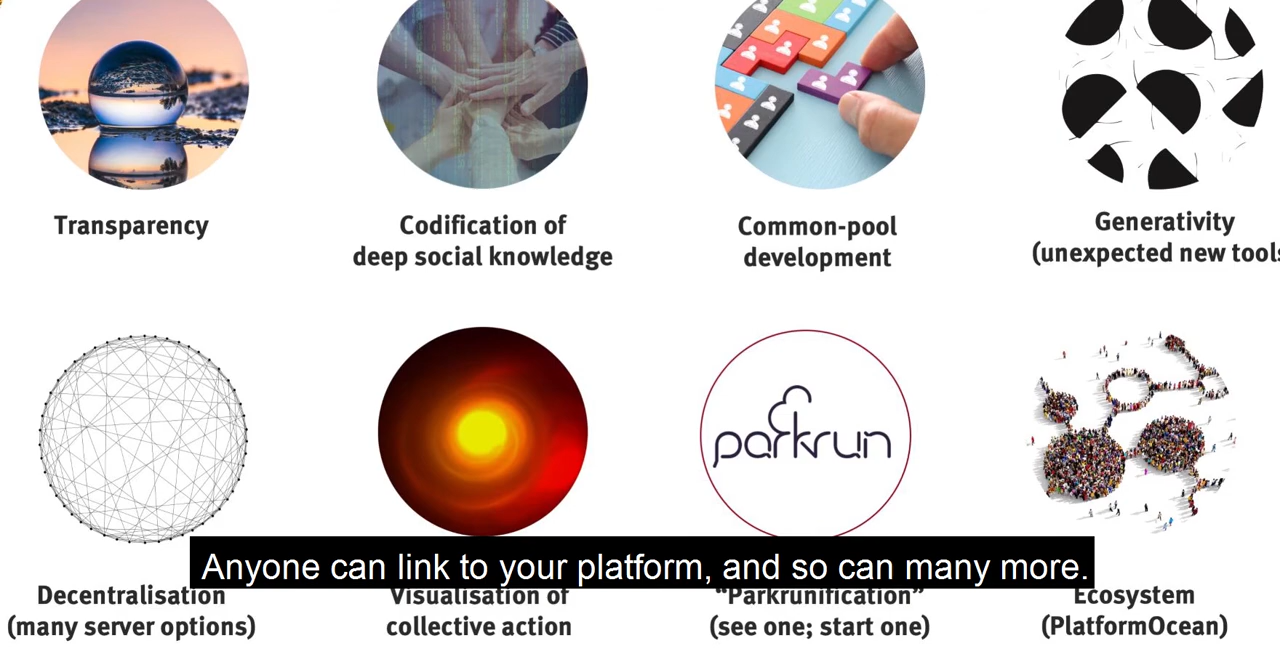 Transparency
Codification of
deep social knowledge
Common-pool
development
Generativity
(unexpected new tools
parkrun
Anyone can link to your platform, and so can many more.
Decentralisation
(many server options)
Visualisation of
collective action
“Parkrunification”
(see one; start one)
Ecosystem
(PlatformOcean)